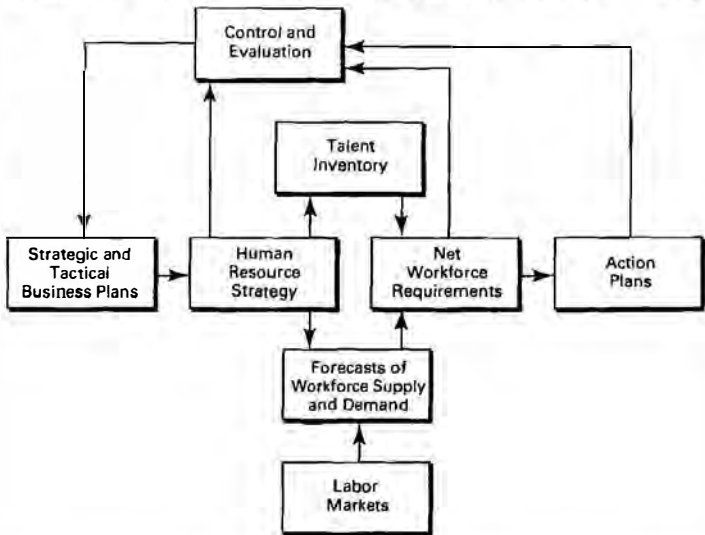 Control and
Evaluation
Talent
Inventory
Strategic and
Tactical
Business Plans
Human
Resource
Strategy
Net
Workforce
Requirements
Action
Plans
Forecasts of
Workforce Supply
and Demand
Labor
Markets